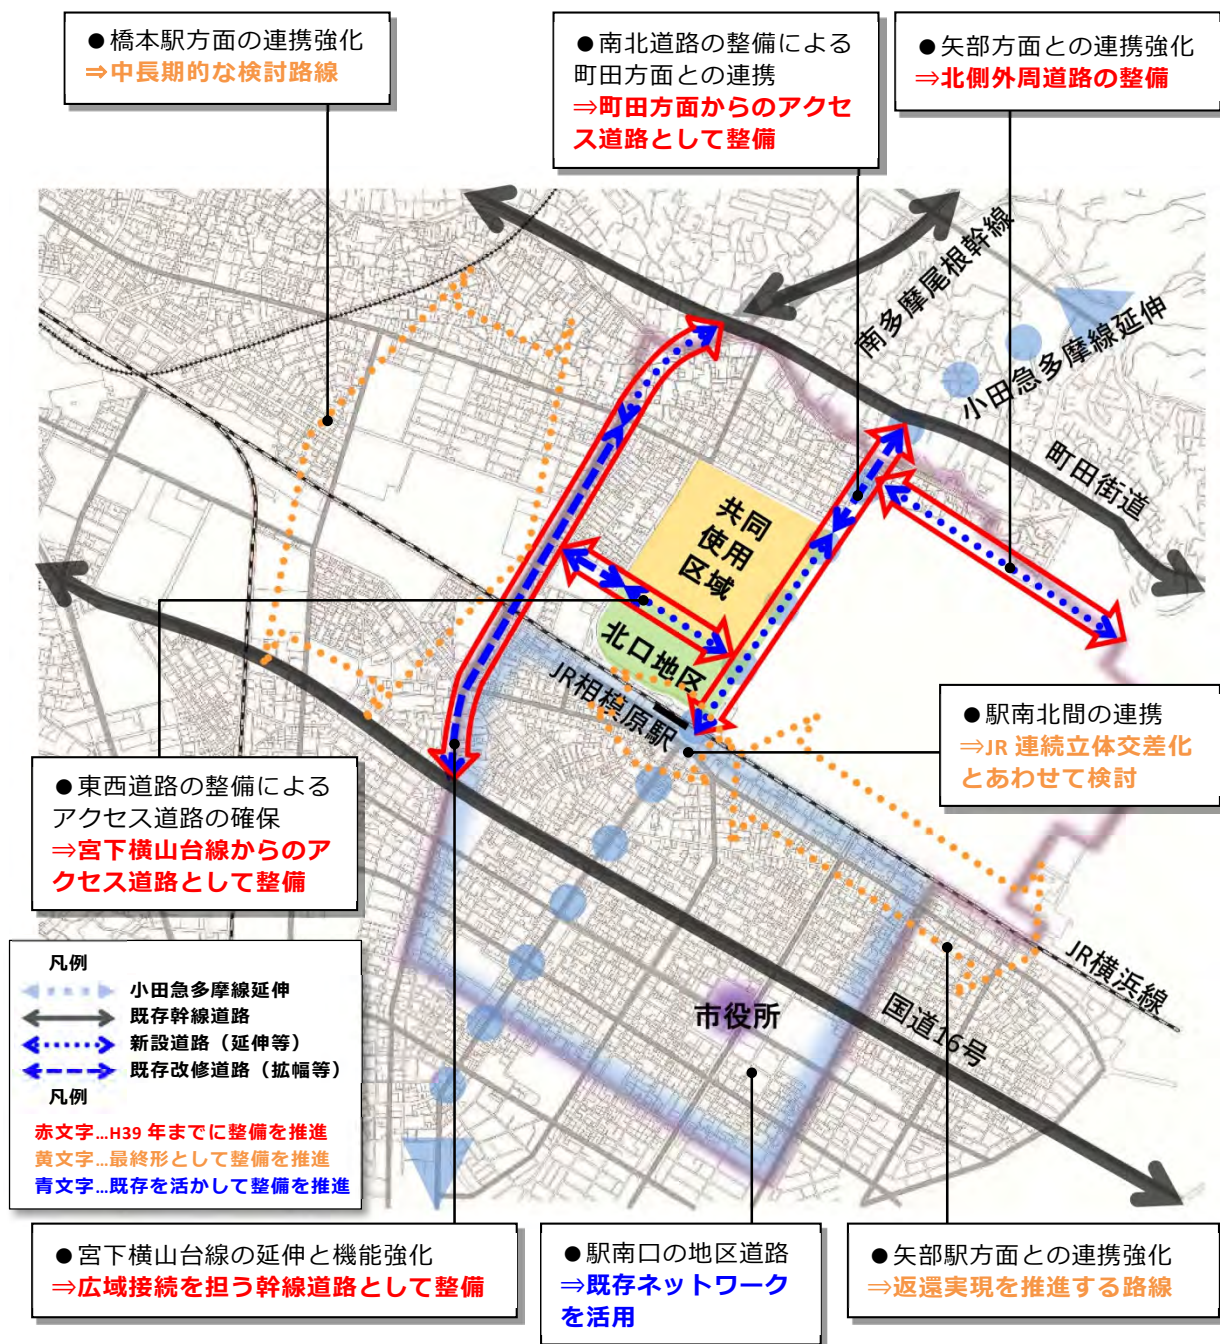 ●橋本駅方面の連携強化
⇒中長期的な検討路線
●南北道路の整備による
町田方面との連携
⇒町田方面からのアクセ
ス道路として整備
●矢部方面との連携強化
⇒北側外周道路の整備
南多摩尾根幹線
小田急多摩線延伸
町田街道
共同
使用
区域
北口地区
JR相模原駅
●駅南北間の連携
⇒JR 連続立体交差化
とあわせて検討
●東西道路の整備による
アクセス道路の確保
⇒宮下横山台線からのア
クセス道路として整備
JR横浜線
国道16号
市役所
凡例
小田急多摩線延伸
既存幹線道路
新設道路（延伸等）
既存改修道路（拡幅等）
凡例
赤文字…H39 年までに整備を推進
黄文字…最終形として整備を推進
青文字…既存を活かして整備を推進
●宮下横山台線の延伸と機能強化
⇒広域接続を担う幹線道路として整備
●駅南口の地区道路
⇒既存ネットワーク
を活用
●矢部駅方面との連携強化
⇒返還実現を推進する路線